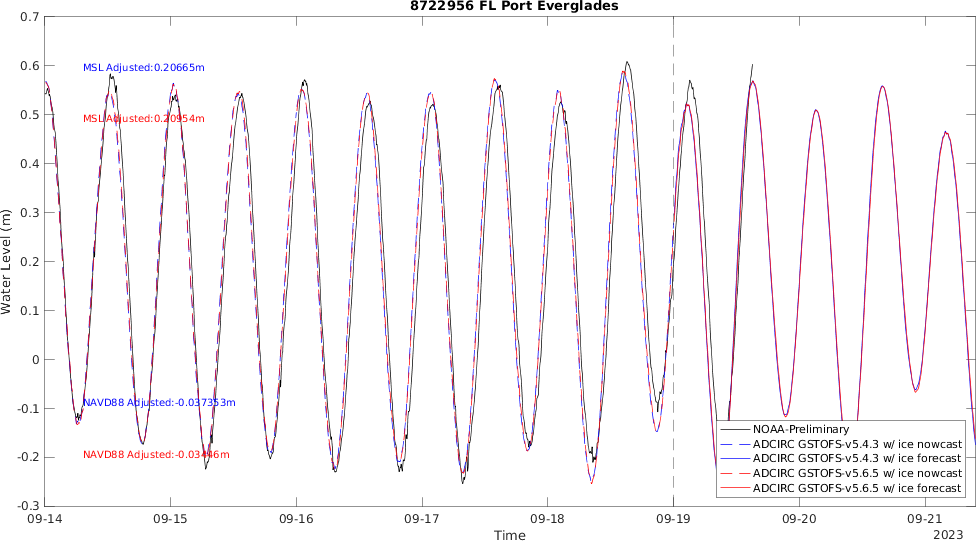 8722956 FL Port Everglades
0.7
0.6
0.5
0.4
0.3
0.2
0.1
0
-0.1
-0.2
-0.3
Water Level (m)
MSL Adjusted:0.20665m
MSL Adjusted:0.20954m
NAVD88 Adjusted:-0.037353m
NAVD88 Adjusted:-0.03446m
NOAA-Preliminary
ADCIRC GSTOFS-v5.4.3 w/ ice nowcast
ADCIRC GSTOFS-v5.4.3 w/ ice forecast
ADCIRC GSTOFS-v5.6.5 w/ ice nowcast
ADCIRC GSTOFS-v5.6.5 w/ ice forecast
09-14 09-15 09-16 09-17 09-18 09-19 09-20 09-21
Time
2023